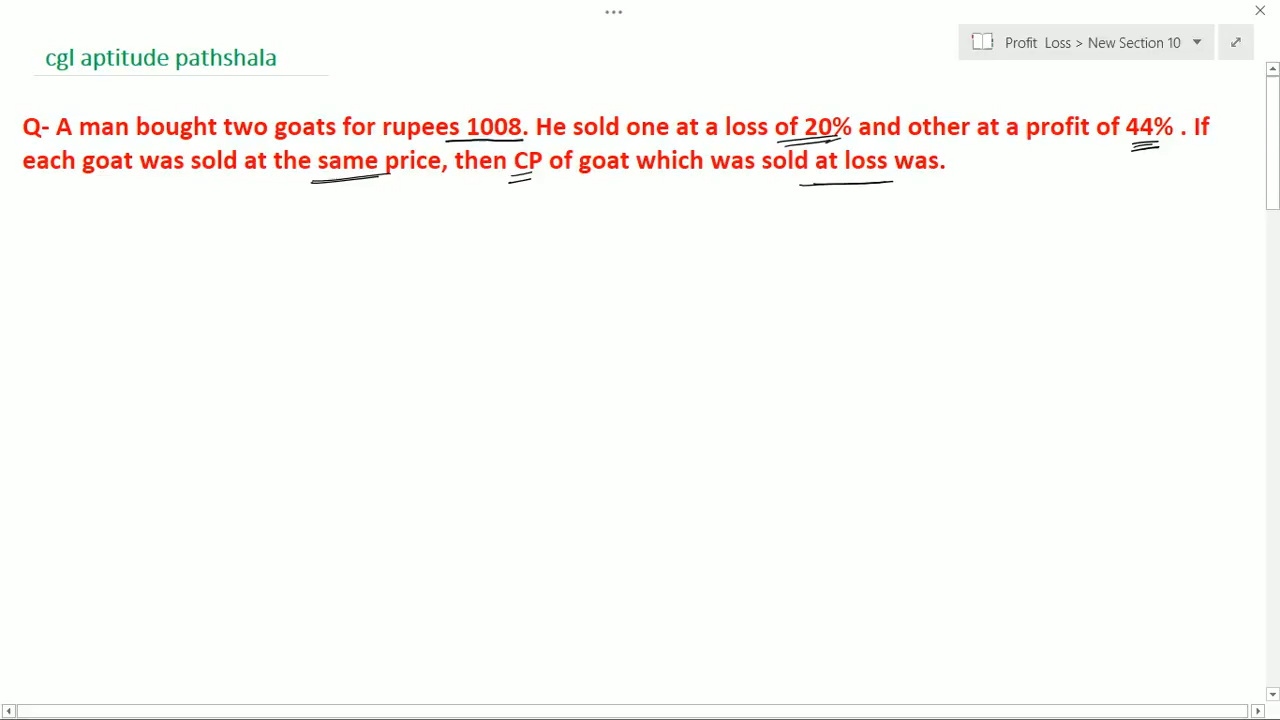 Profit Loss > New Section 10
cgl aptitude pathshala
Q- A man bought two goats for rupees 1008. He sold one at a loss of 20% and other at a profit of 44% . If
each goat was sold at the same price, then CP of goat which was sold at loss was.